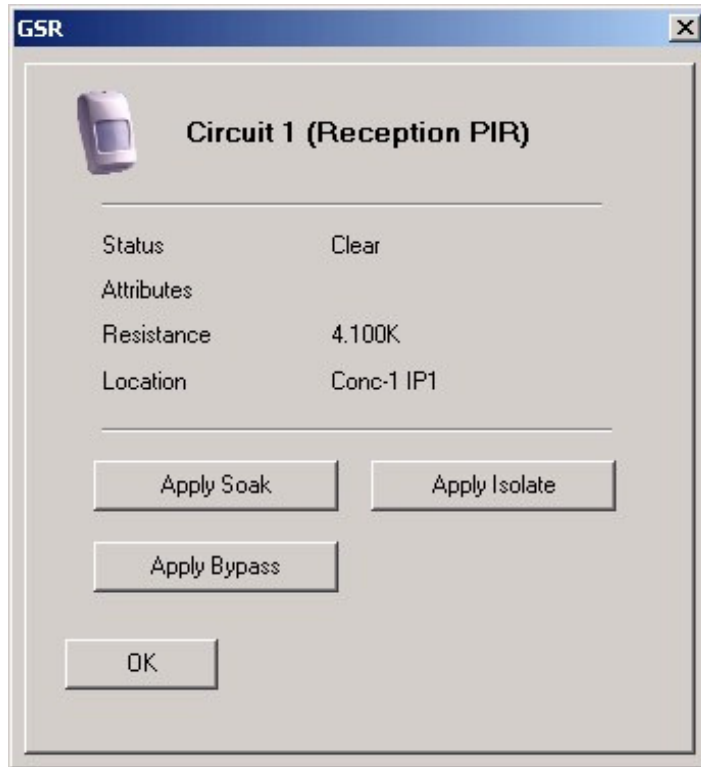 GSR
Circuit 1 (Reception PIR)
Status Clear
Attributes
Resistance 4.100K
Location Conc-1 IP1
Apply Soak Apply Isolate
Apply Bypass
OK